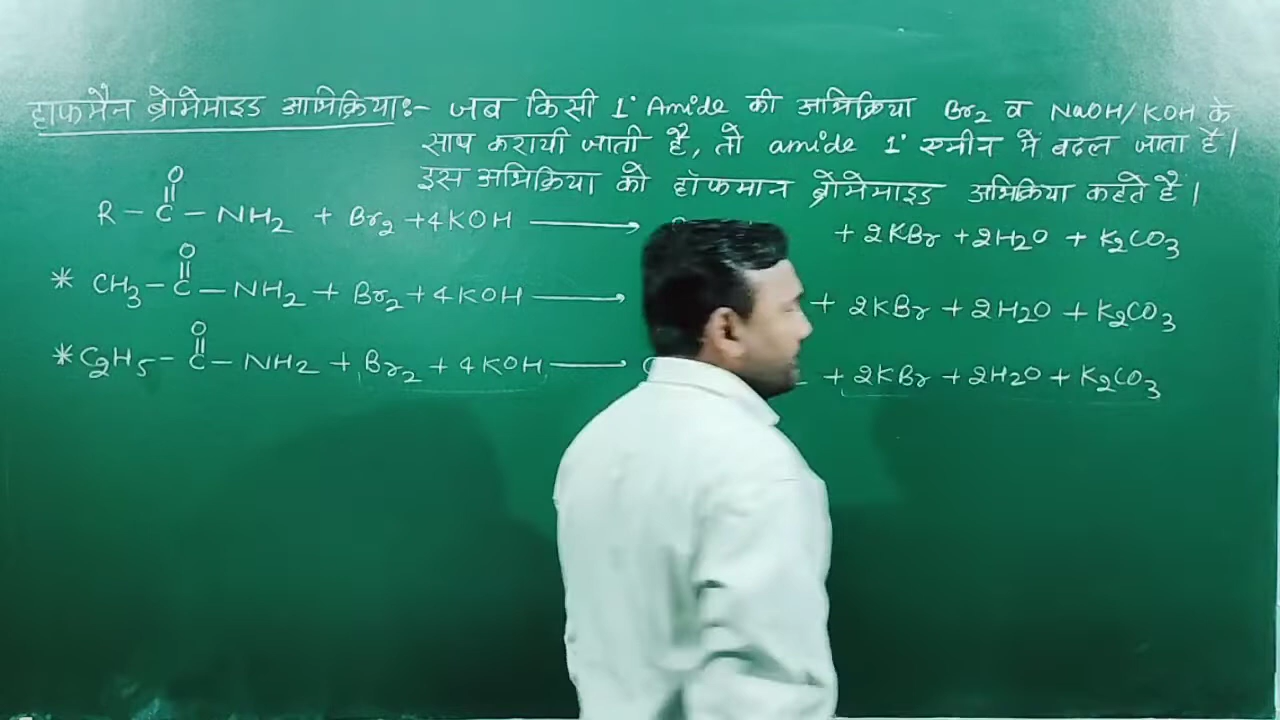 हाफमैन ब्रोमेमाइड अभिक्रिया:- जब किसी 1° Amide की अभिक्रिया Br2 व NaOH/KOH के
साथ करायी जाती है, तो amide 1° एमीन में बदल जाता है।
इस अभिक्रिया को हॉफमान ब्रोमेमाइड अभिक्रिया कहते है।
O
R - C - NH2 + Br2 +4KOH ⟶ + 2KBr +2H2O + K2CO3
O
* CH3 - C - NH2 + Br2 + 4KOH ⟶ + 2KBr + 2H2O + K2CO3
O
* C2H5 - C - NH2 + Br2 + 4KOH ⟶ + 2KBr + 2H2O + K2CO3